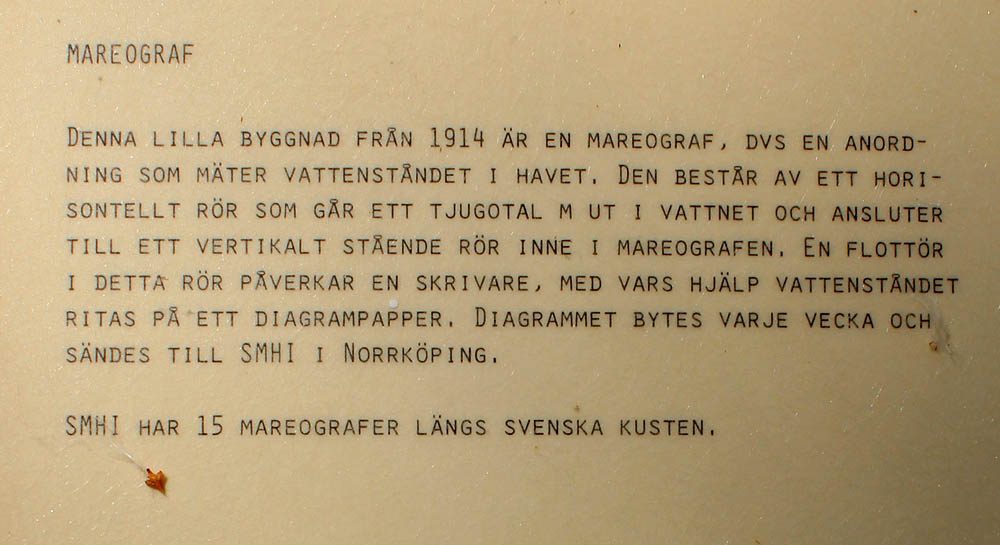 MAREOGRAF
DENNA LILLA BYGGNAD FRÅN 1914 ÄR EN MAREOGRAF, DVS EN ANORD-
NING SOM MÄTER VATTENSTÅNDET I HAVET. DEN BESTÅR AV ETT HORI-
SONTELLT RÖR SOM GÅR ETT TJUGOTAL M UT I VATTNET OCH ANSLUTER
TILL ETT VERTIKALT STÅENDE RÖR INNE I MAREOGRAFEN. EN FLOTTÖR
I DETTA RÖR PÅVERKAR EN SKRIVARE, MED VARS HJÄLP VATTENSTÅNDET
RITAS PÅ ETT DIAGRAMPAPPER. DIAGRAMMET BYTES VARJE VECKA OCH
SÄNDES TILL SMHI I NORRKÖPING.
SMHI HAR 15 MAREOGRAFER LÄNGS SVENSKA KUSTEN.